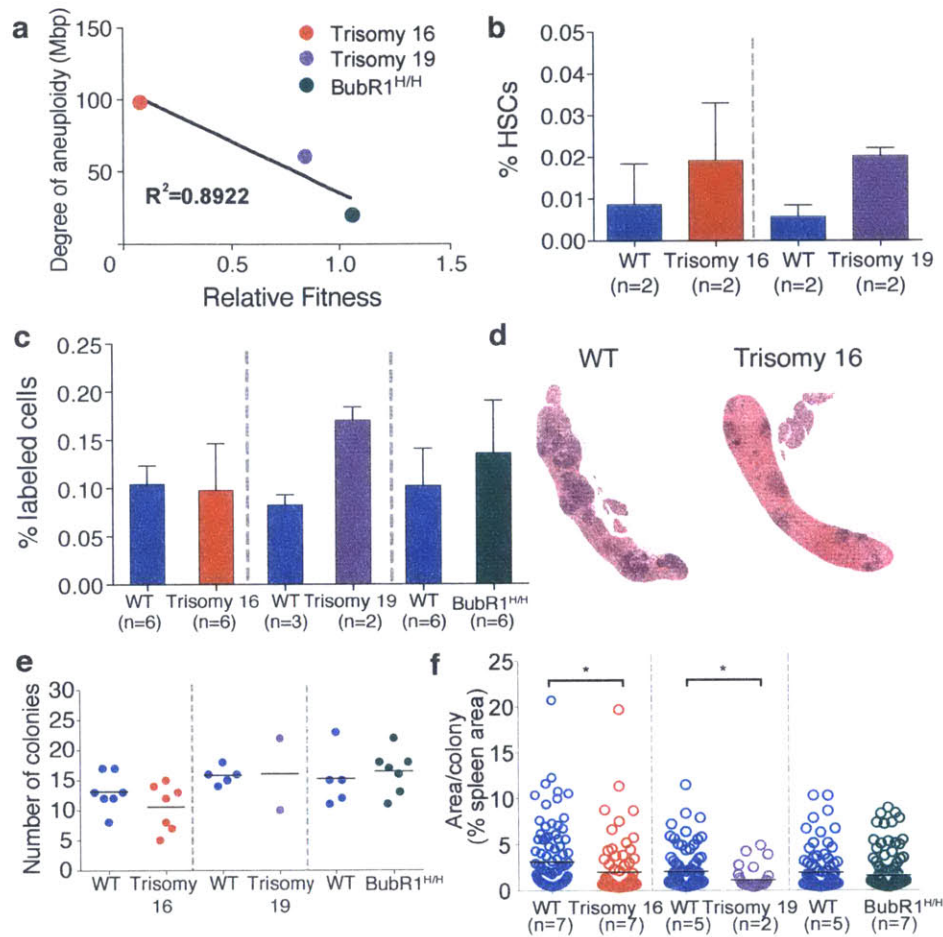 a
Degree of aneuploidy (Mbp)
150
100
50
0
0.5
1.0
1.5
Relative Fitness
R²=0.8922
Trisomy 16
Trisomy 19
BubR1^H/H
b
% HSCs
0.05
0.04
0.03
0.02
0.01
0.00
WT Trisomy 16 WT Trisomy 19
(n=2) (n=2) (n=2) (n=2)
c
% labeled cells
0.25
0.20
0.15
0.10
0.05
0.00
WT Trisomy 16 WT Trisomy 19 WT BubR1^H/H
(n=6) (n=6) (n=3) (n=2) (n=6) (n=6)
d
WT Trisomy 16
e
Number of colonies
30
25
20
15
10
5
0
WT Trisomy WT Trisomy WT BubR1^H/H
16 19
f
Area/colony
(% spleen area)
25
20
15
10
5
0
* *
WT Trisomy 16 WT Trisomy 19 WT BubR1^H/H
(n=7) (n=7) (n=5) (n=2) (n=5) (n=7)